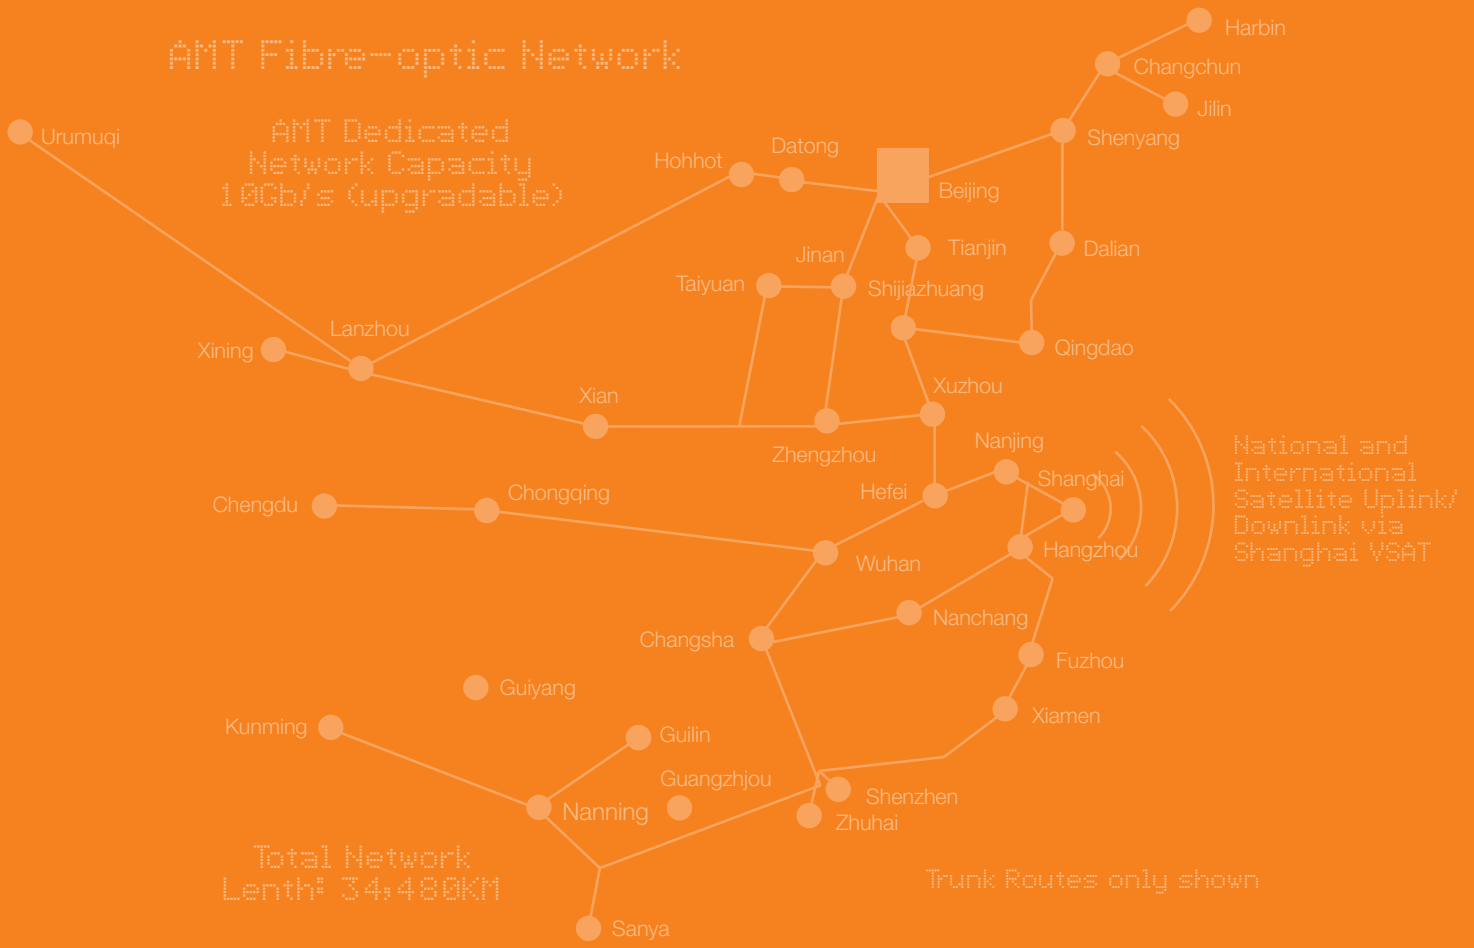 AMT Fibre-optic Network
Harbin
Changchun
Jilin
Urumuqi
AMT Dedicated
Network Capacity
10Gb/s (upgradable)
Hohhot
Datong
Shenyang
Beijing
Jinan
Tianjin
Dalian
Taiyuan
Shijiazhuang
Lanzhou
Xining
Qingdao
Xian
Xuzhou
Zhengzhou
Nanjing
Shanghai
National and
International
Satellite Uplink/
Downlink via
Shanghai VSAT
Chengdu
Chongqing
Hefei
Wuhan
Hangzhou
Changsha
Nanchang
Fuzhou
Guiyang
Kunming
Guilin
Xiamen
Guangzhjou
Nanning
Shenzhen
Zhuhai
Total Network
Lenth: 34,480KM
Trunk Routes only shown
Sanya